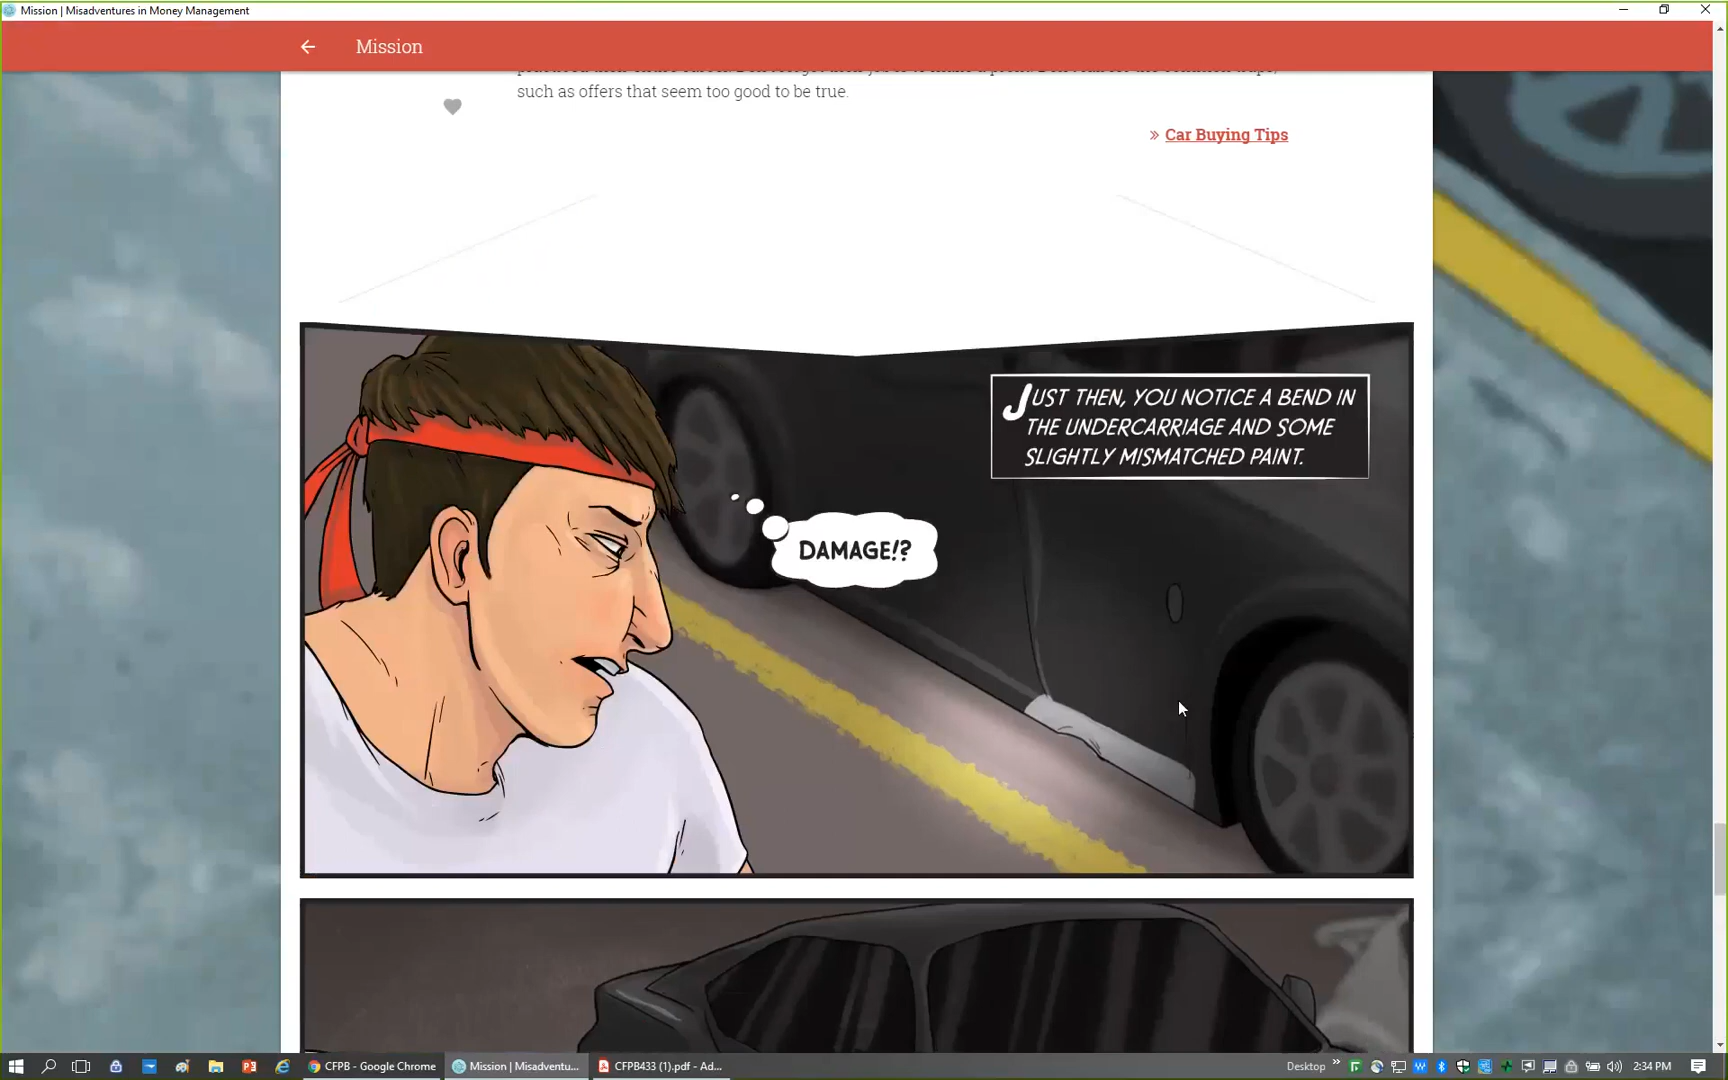 Mission | Misadventures in Money Management
Mission
such as offers that seem too good to be true.
» Car Buying Tips
JUST THEN, YOU NOTICE A BEND IN
THE UNDERCARRIAGE AND SOME
SLIGHTLY MISMATCHED PAINT.
DAMAGE!?
CFPB - Google Chrome
Mission | Misadventu...
CFPB433 (1).pdf - Ad...
Desktop
2:34 PM